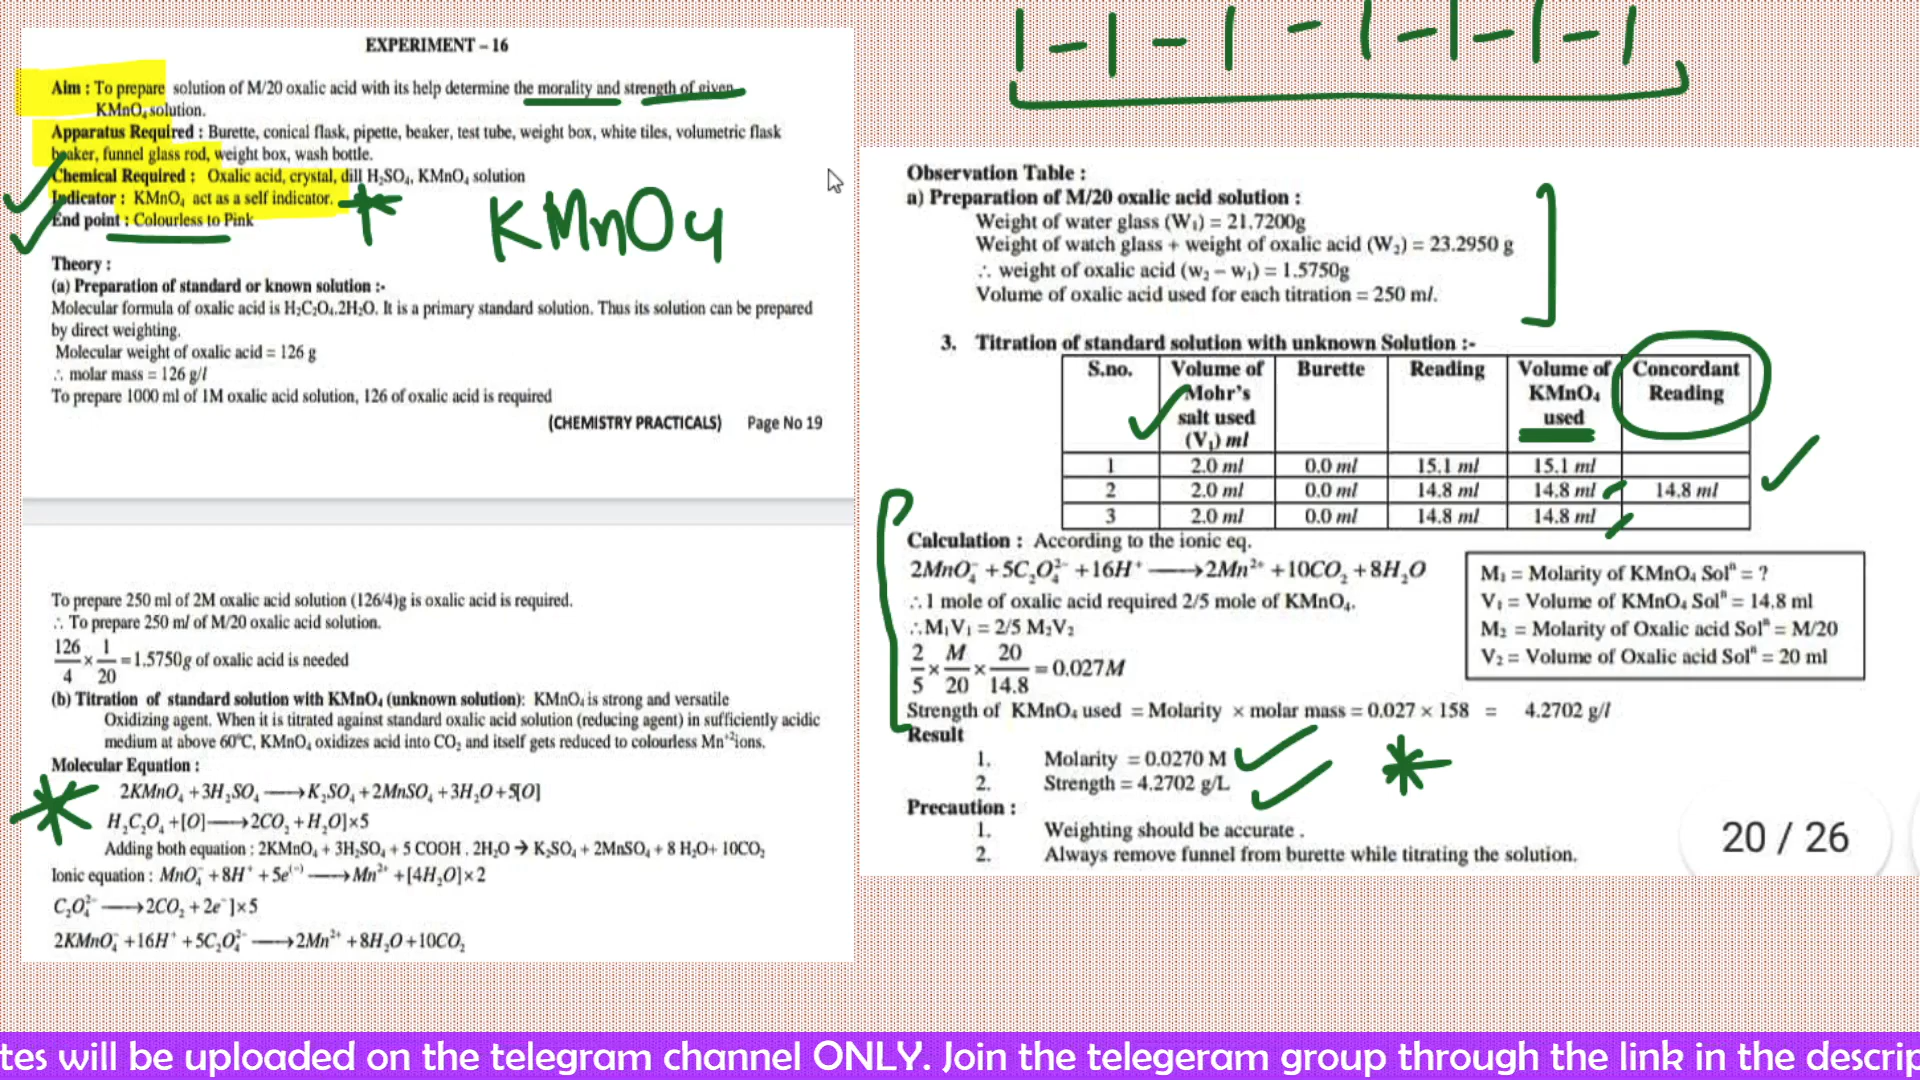 EXPERIMENT – 16
Aim : To prepare solution of M/20 oxalic acid with its help determine the morality and strength of given
KMnO₄ solution.
Apparatus Required : Burette, conical flask, pipette, beaker, test tube, weight box, white tiles, volumetric flask
beaker, funnel glass rod, weight box, wash bottle.
Chemical Required : Oxalic acid, crystal, dill H₂SO₄, KMnO₄ solution
Indicator : KMnO₄ act as a self indicator.
End point : Colourless to Pink
KMnO4
Theory :
(a) Preparation of standard or known solution :-
Molecular formula of oxalic acid is H₂C₂O₄.2H₂O. It is a primary standard solution. Thus its solution can be prepared
by direct weighting.
Molecular weight of oxalic acid = 126 g
∴ molar mass = 126 g/l
To prepare 1000 ml of 1M oxalic acid solution, 126 of oxalic acid is required
(CHEMISTRY PRACTICALS) Page No 19
To prepare 250 ml of 2M oxalic acid solution (126/4)g is oxalic acid is required.
∴ To prepare 250 ml of M/20 oxalic acid solution.
126/4 × 1/20 = 1.5750g of oxalic acid is needed
(b) Titration of standard solution with KMnO₄ (unknown solution): KMnO₄ is strong and versatile
Oxidizing agent. When it is titrated against standard oxalic acid solution (reducing agent) in sufficiently acidic
medium at above 60°C, KMnO₄ oxidizes acid into CO₂ and itself gets reduced to colourless Mn⁺² ions.
Molecular Equation :
2KMnO₄ + 3H₂SO₄ ⟶ K₂SO₄ + 2MnSO₄ + 3H₂O + 5[O]
H₂C₂O₄ + [O] ⟶ 2CO₂ + H₂O] × 5
Adding both equation : 2KMnO₄ + 3H₂SO₄ + 5 COOH . 2H₂O → K₂SO₄ + 2MnSO₄ + 8 H₂O+ 10CO₂
Ionic equation : MnO₄⁻ + 8H⁺ + 5e⁽⁻⁾ ⟶ Mn²⁺ + [4H₂O] × 2
C₂O₄²⁻ ⟶ 2CO₂ + 2e⁻] × 5
2KMnO₄⁻ + 16H⁺ + 5C₂O₄²⁻ ⟶ 2Mn²⁺ + 8H₂O + 10CO₂
1 – 1 – 1 – 1 – 1 – 1 – 1
Observation Table :
a) Preparation of M/20 oxalic acid solution :
Weight of water glass (W₁) = 21.7200g
Weight of watch glass + weight of oxalic acid (W₂) = 23.2950 g
∴ weight of oxalic acid (w₂ – w₁) = 1.5750g
Volume of oxalic acid used for each titration = 250 ml.
3. Titration of standard solution with unknown Solution :-
S.no. Volume of Mohr's salt used (V₁) ml Burette Reading Volume of KMnO₄ used Concordant Reading
1 2.0 ml 0.0 ml 15.1 ml 15.1 ml
2 2.0 ml 0.0 ml 14.8 ml 14.8 ml 14.8 ml
3 2.0 ml 0.0 ml 14.8 ml 14.8 ml
Calculation : According to the ionic eq.
2MnO₄⁻ + 5C₂O₄²⁻ + 16H⁺ ⟶ 2Mn²⁺ + 10CO₂ + 8H₂O
∴ 1 mole of oxalic acid required 2/5 mole of KMnO₄.
∴ M₁V₁ = 2/5 M₂V₂
2/5 × M/20 × 20/14.8 = 0.027M
M₁ = Molarity of KMnO₄ Solⁿ = ?
V₁ = Volume of KMnO₄ Solⁿ = 14.8 ml
M₂ = Molarity of Oxalic acid Solⁿ = M/20
V₂ = Volume of Oxalic acid Solⁿ = 20 ml
Strength of KMnO₄ used = Molarity × molar mass = 0.027 × 158 = 4.2702 g/l
Result
1. Molarity = 0.0270 M
2. Strength = 4.2702 g/L
Precaution :
1. Weighting should be accurate .
2. Always remove funnel from burette while titrating the solution.
20 / 26
tes will be uploaded on the telegram channel ONLY. Join the telegeram group through the link in the descrip